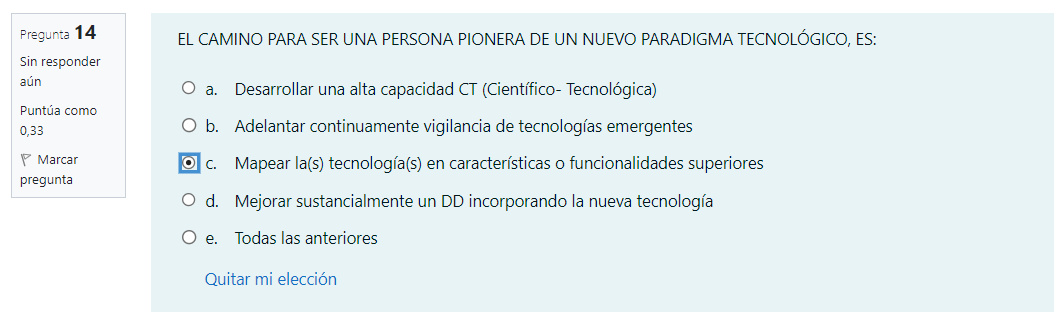 Pregunta 14
Sin responder
aún
Puntúa como
0,33
Marcar
pregunta
EL CAMINO PARA SER UNA PERSONA PIONERA DE UN NUEVO PARADIGMA TECNOLÓGICO, ES:
a. Desarrollar una alta capacidad CT (Científico- Tecnológica)
b. Adelantar continuamente vigilancia de tecnologías emergentes
c. Mapear la(s) tecnología(s) en características o funcionalidades superiores
d. Mejorar sustancialmente un DD incorporando la nueva tecnología
e. Todas las anteriores
Quitar mi elección